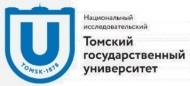 Национальный
исследовательский
Томский
государственный
университет
TOMSK-1878